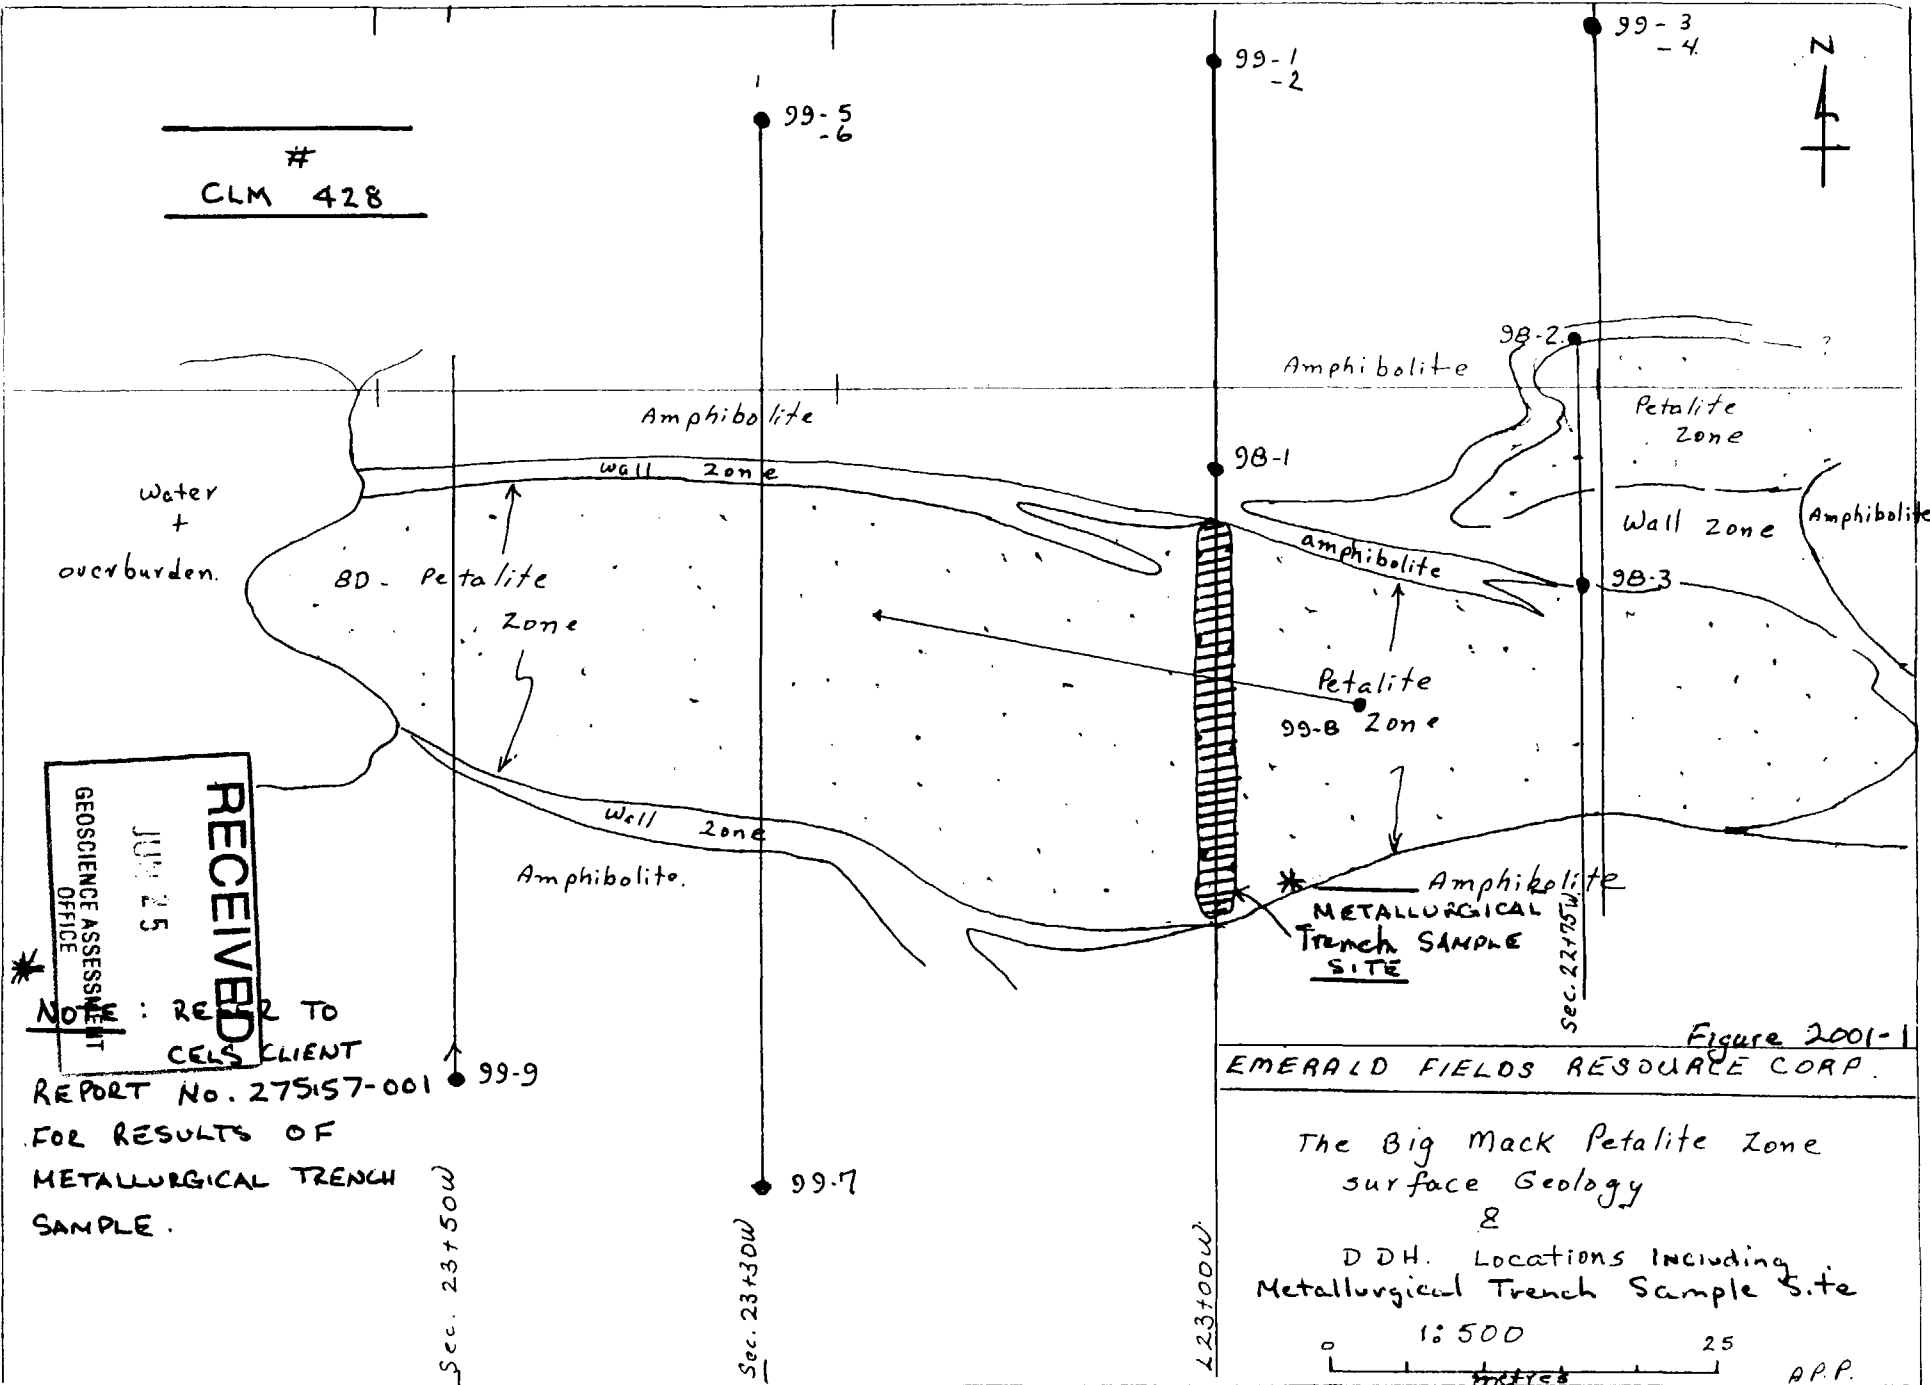 99-1
-2
99-3
-4
N
99-5
-6
#
CLM 428
98-2
?
Amphibolite
Amphibolite
Petalite
Zone
Wall Zone
98-1
Water
+
overburden.
Wall Zone
Amphibolite
amphibolite
BD- Petalite
Zone
98-3
Petalite
Zone
99-8
Wall Zone
Amphibolite.
Amphibolite
* METALLURGICAL
Trench SAMPLE
SITE
RECEIVED
JUN 25
GEOSCIENCE ASSESSMENT
OFFICE
*
NOTE : REFER TO
CELS CLIENT
REPORT No. 275157-001
FOR RESULTS OF
METALLURGICAL TRENCH
SAMPLE.
99-9
99-7
Sec. 23+50W
Sec. 23+30W
L23+00W
Sec. 22+75W
Figure 2001-1
EMERALD FIELDS RESOURCE CORP.
The Big Mack Petalite Zone
surface Geology
&
DDH. Locations Including
Metallurgical Trench Sample Site
1:500
0 25
metres
A.P.P.